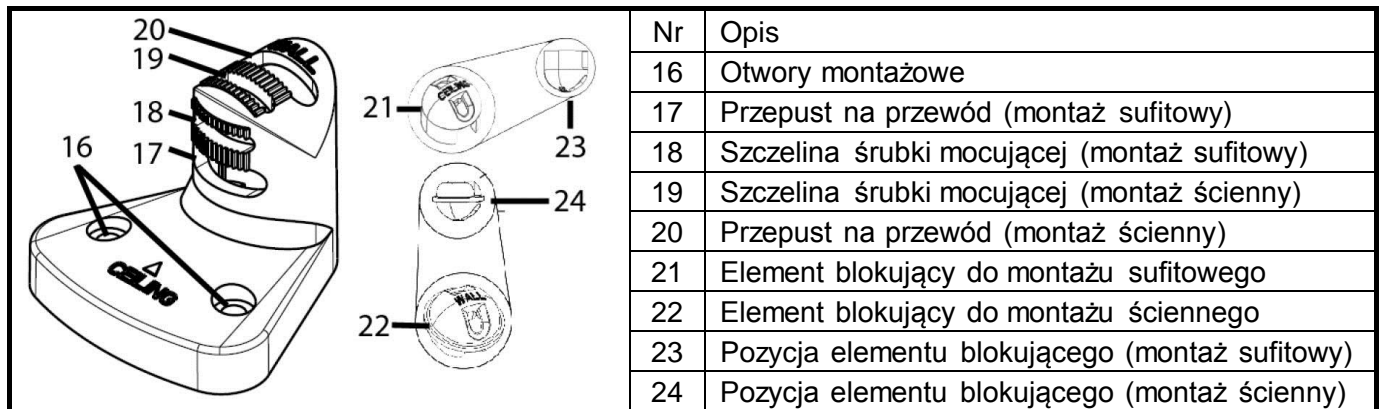 20
WALL
19
18
17
16
CEILING
CEILING
21
23
24
WALL
22
Nr Opis
16 Otwory montażowe
17 Przepust na przewód (montaż sufitowy)
18 Szczelina śrubki mocującej (montaż sufitowy)
19 Szczelina śrubki mocującej (montaż ścienny)
20 Przepust na przewód (montaż ścienny)
21 Element blokujący do montażu sufitowego
22 Element blokujący do montażu ściennego
23 Pozycja elementu blokującego (montaż sufitowy)
24 Pozycja elementu blokującego (montaż ścienny)